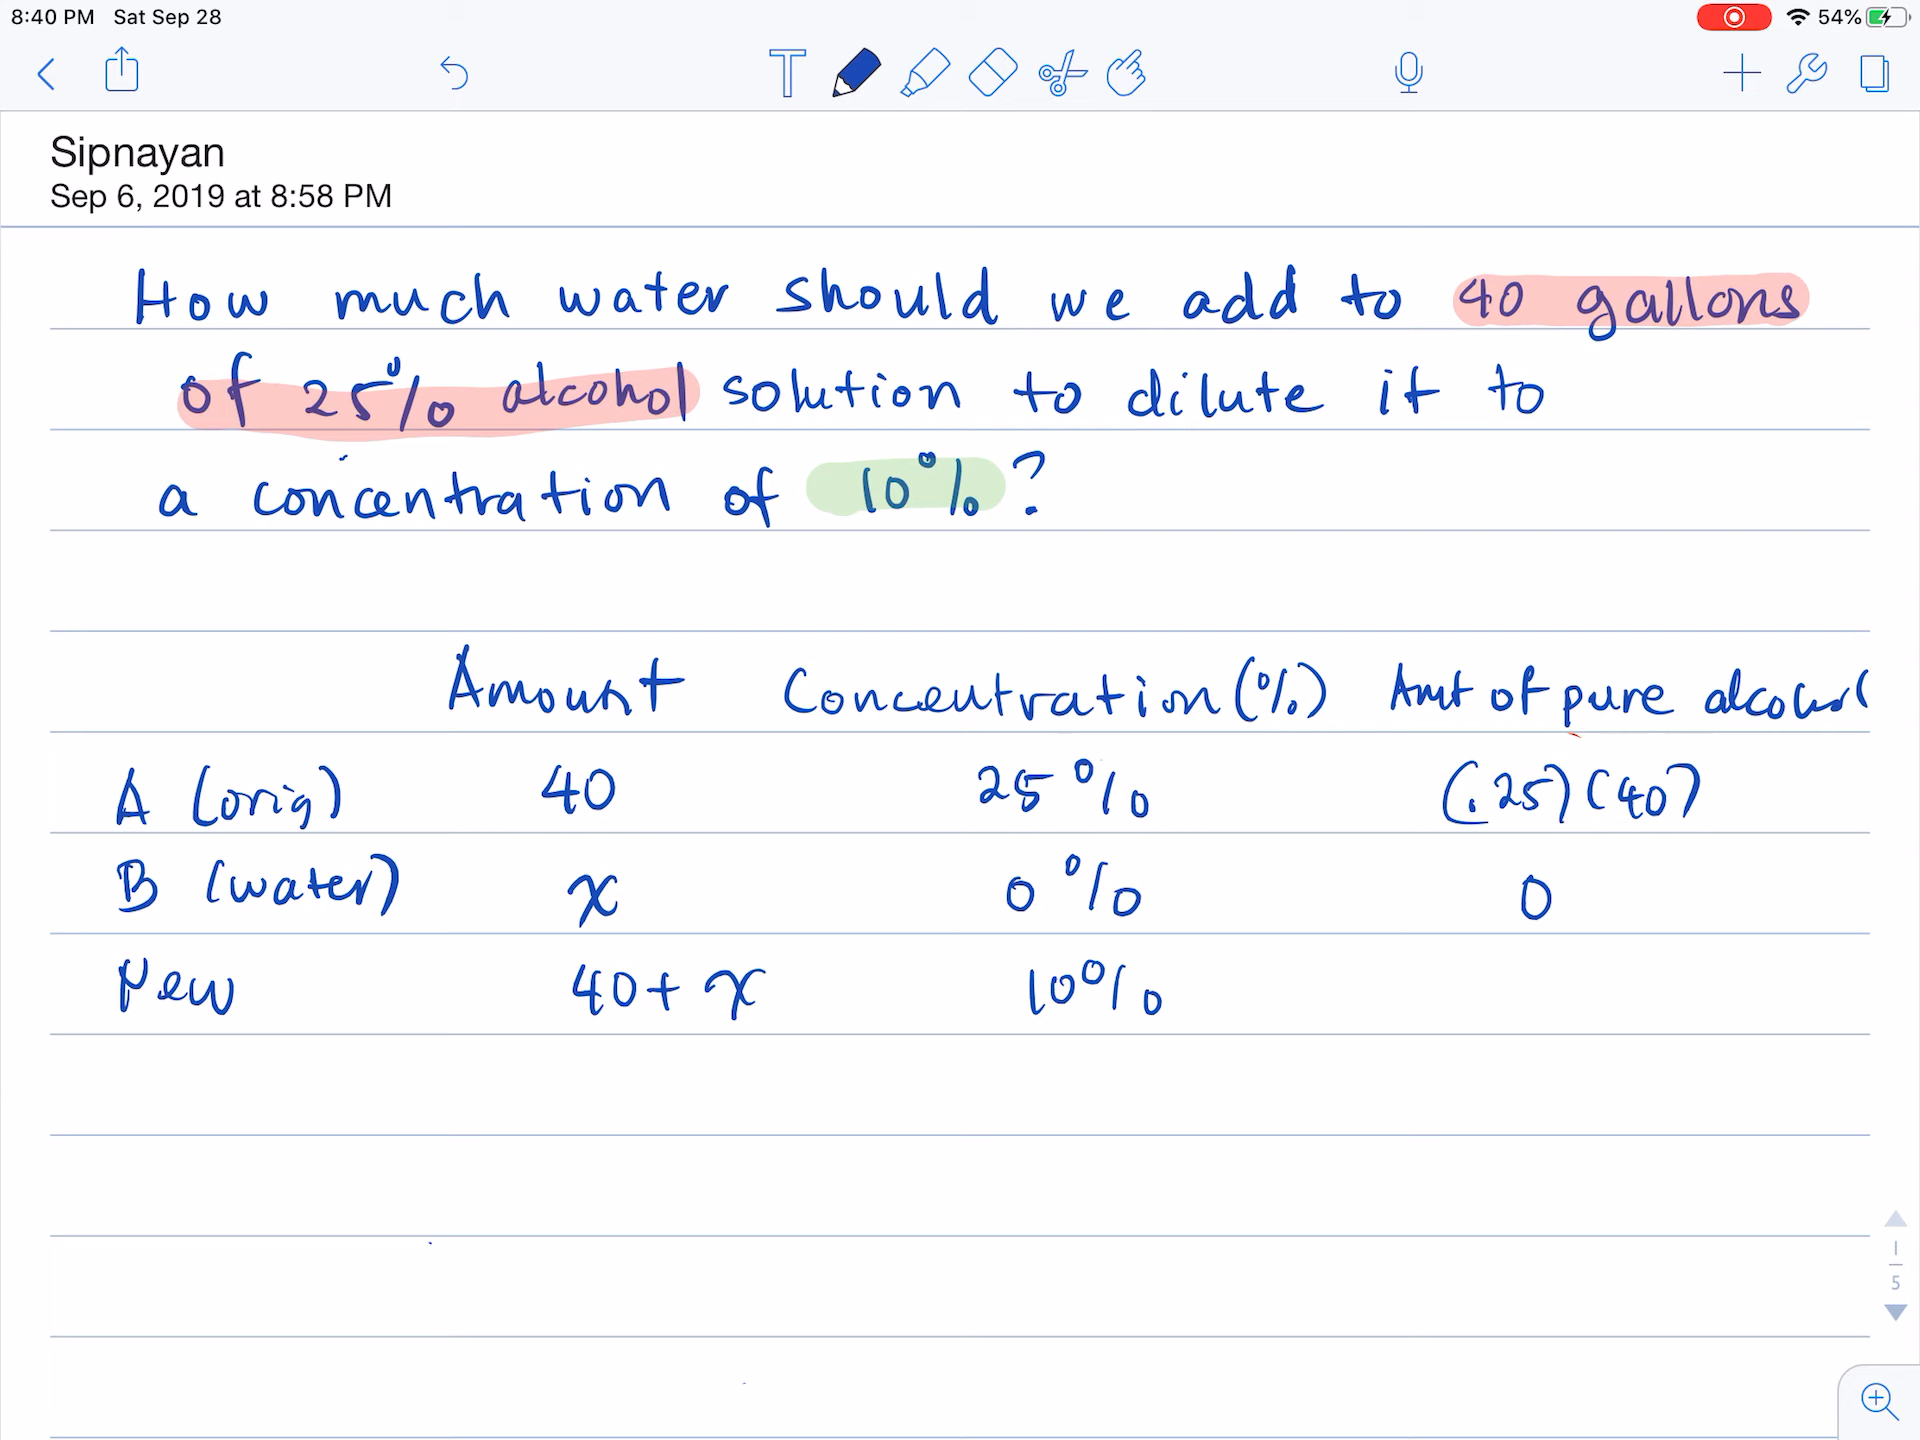 8:40 PM Sat Sep 28 54%
Sipnayan
Sep 6, 2019 at 8:58 PM
How much water should we add to 40 gallons
of 25% alcohol solution to dilute it to
a concentration of 10%?
Amount Concentration (%) Amt of pure alcohol
A (orig) 40 25% (.25)(40)
B (water) x 0% 0
New 40 + x 10%
1
5